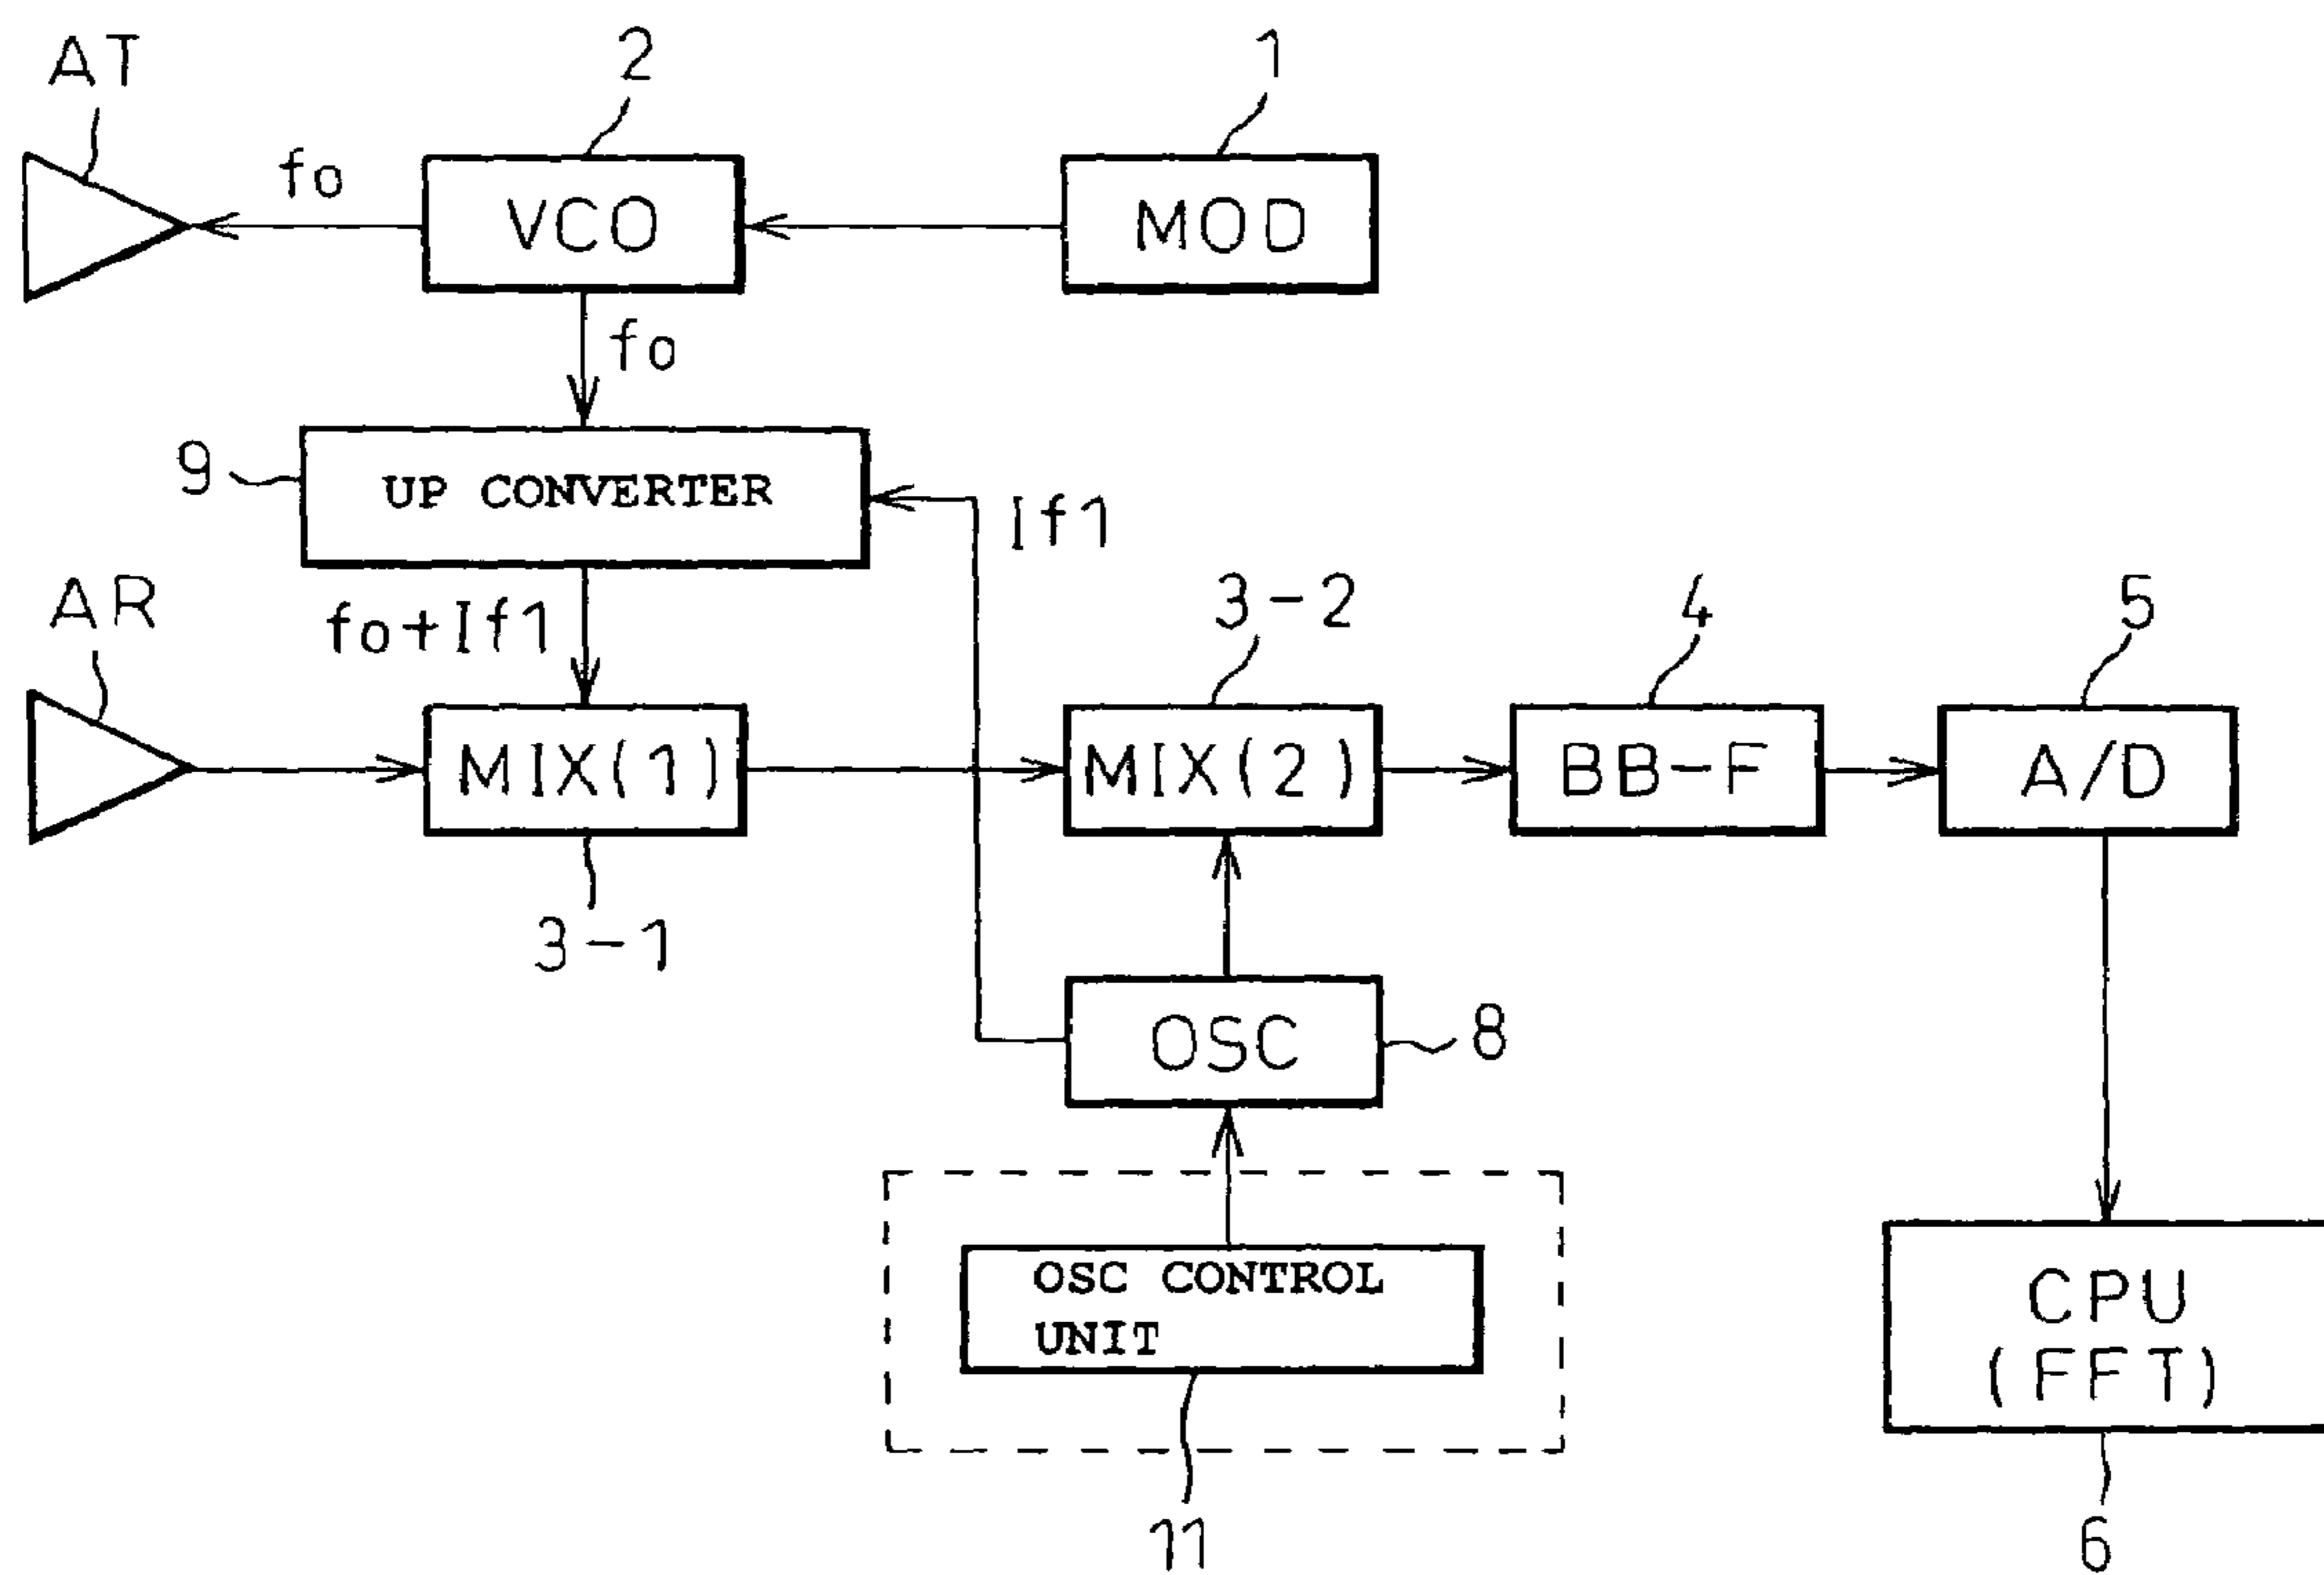 AT
2
1
fo
VCO
MOD
fo
9
UP CONVERTER
If1
AR
fo+If1
3-2
4
5
MIX(1)
MIX(2)
BB-F
A/D
3-1
OSC
8
OSC CONTROL
UNIT
CPU
(FFT)
11
6